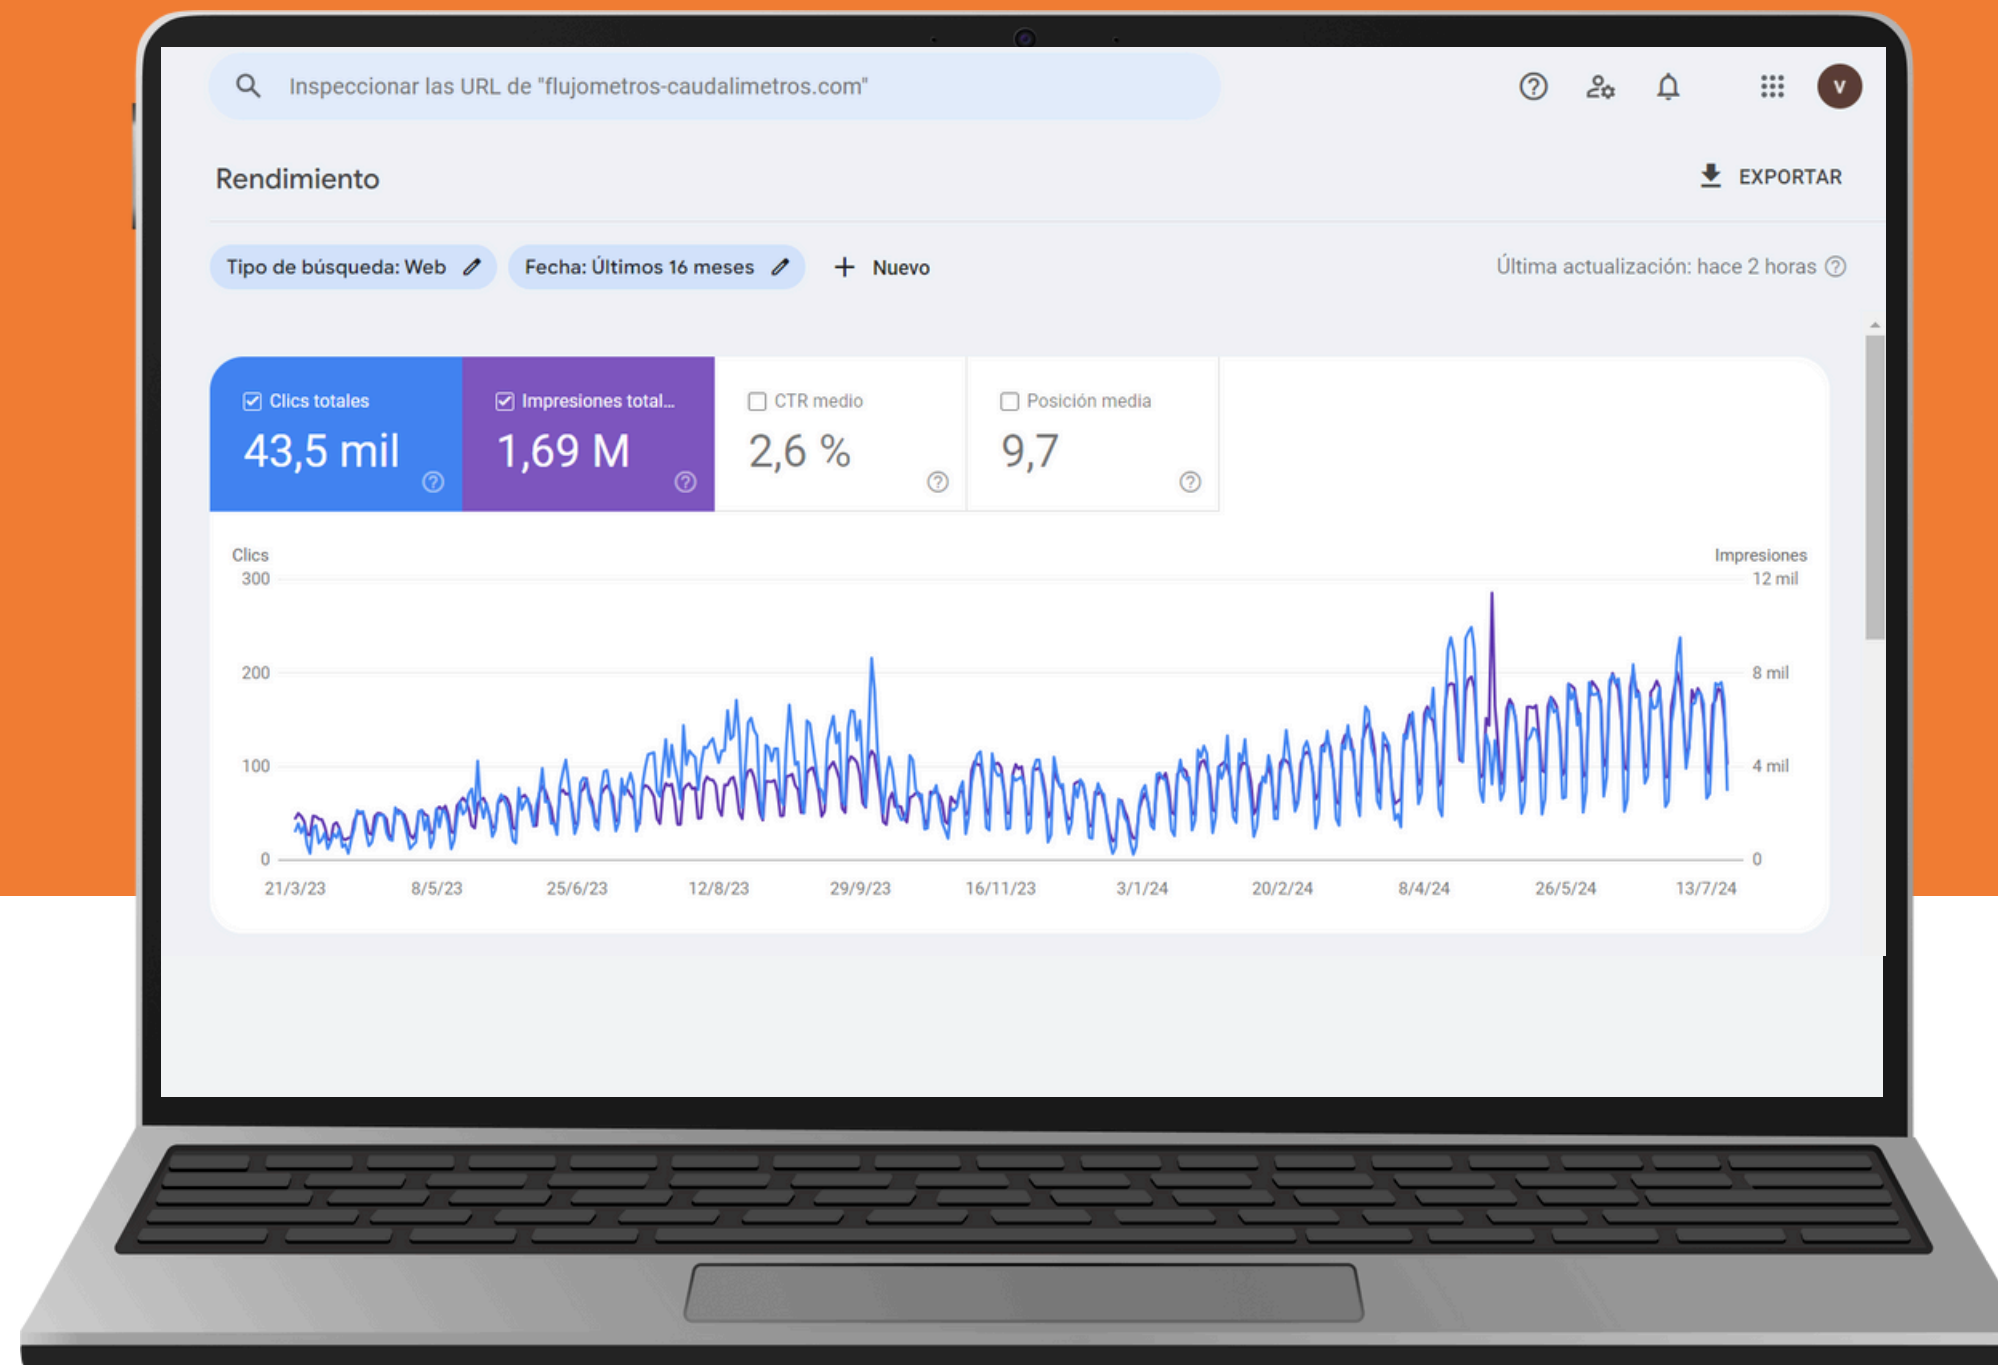 Inspeccionar las URL de "flujometros-caudalimetros.com"
V
Rendimiento
EXPORTAR
Tipo de búsqueda: Web
Fecha: Últimos 16 meses
Nuevo
Última actualización: hace 2 horas
Clics totales
43,5 mil
Impresiones total...
1,69 M
CTR medio
2,6 %
Posición media
9,7
Clics
Impresiones
300
12 mil
200
8 mil
100
4 mil
0
0
21/3/23
8/5/23
25/6/23
12/8/23
29/9/23
16/11/23
3/1/24
20/2/24
8/4/24
26/5/24
13/7/24